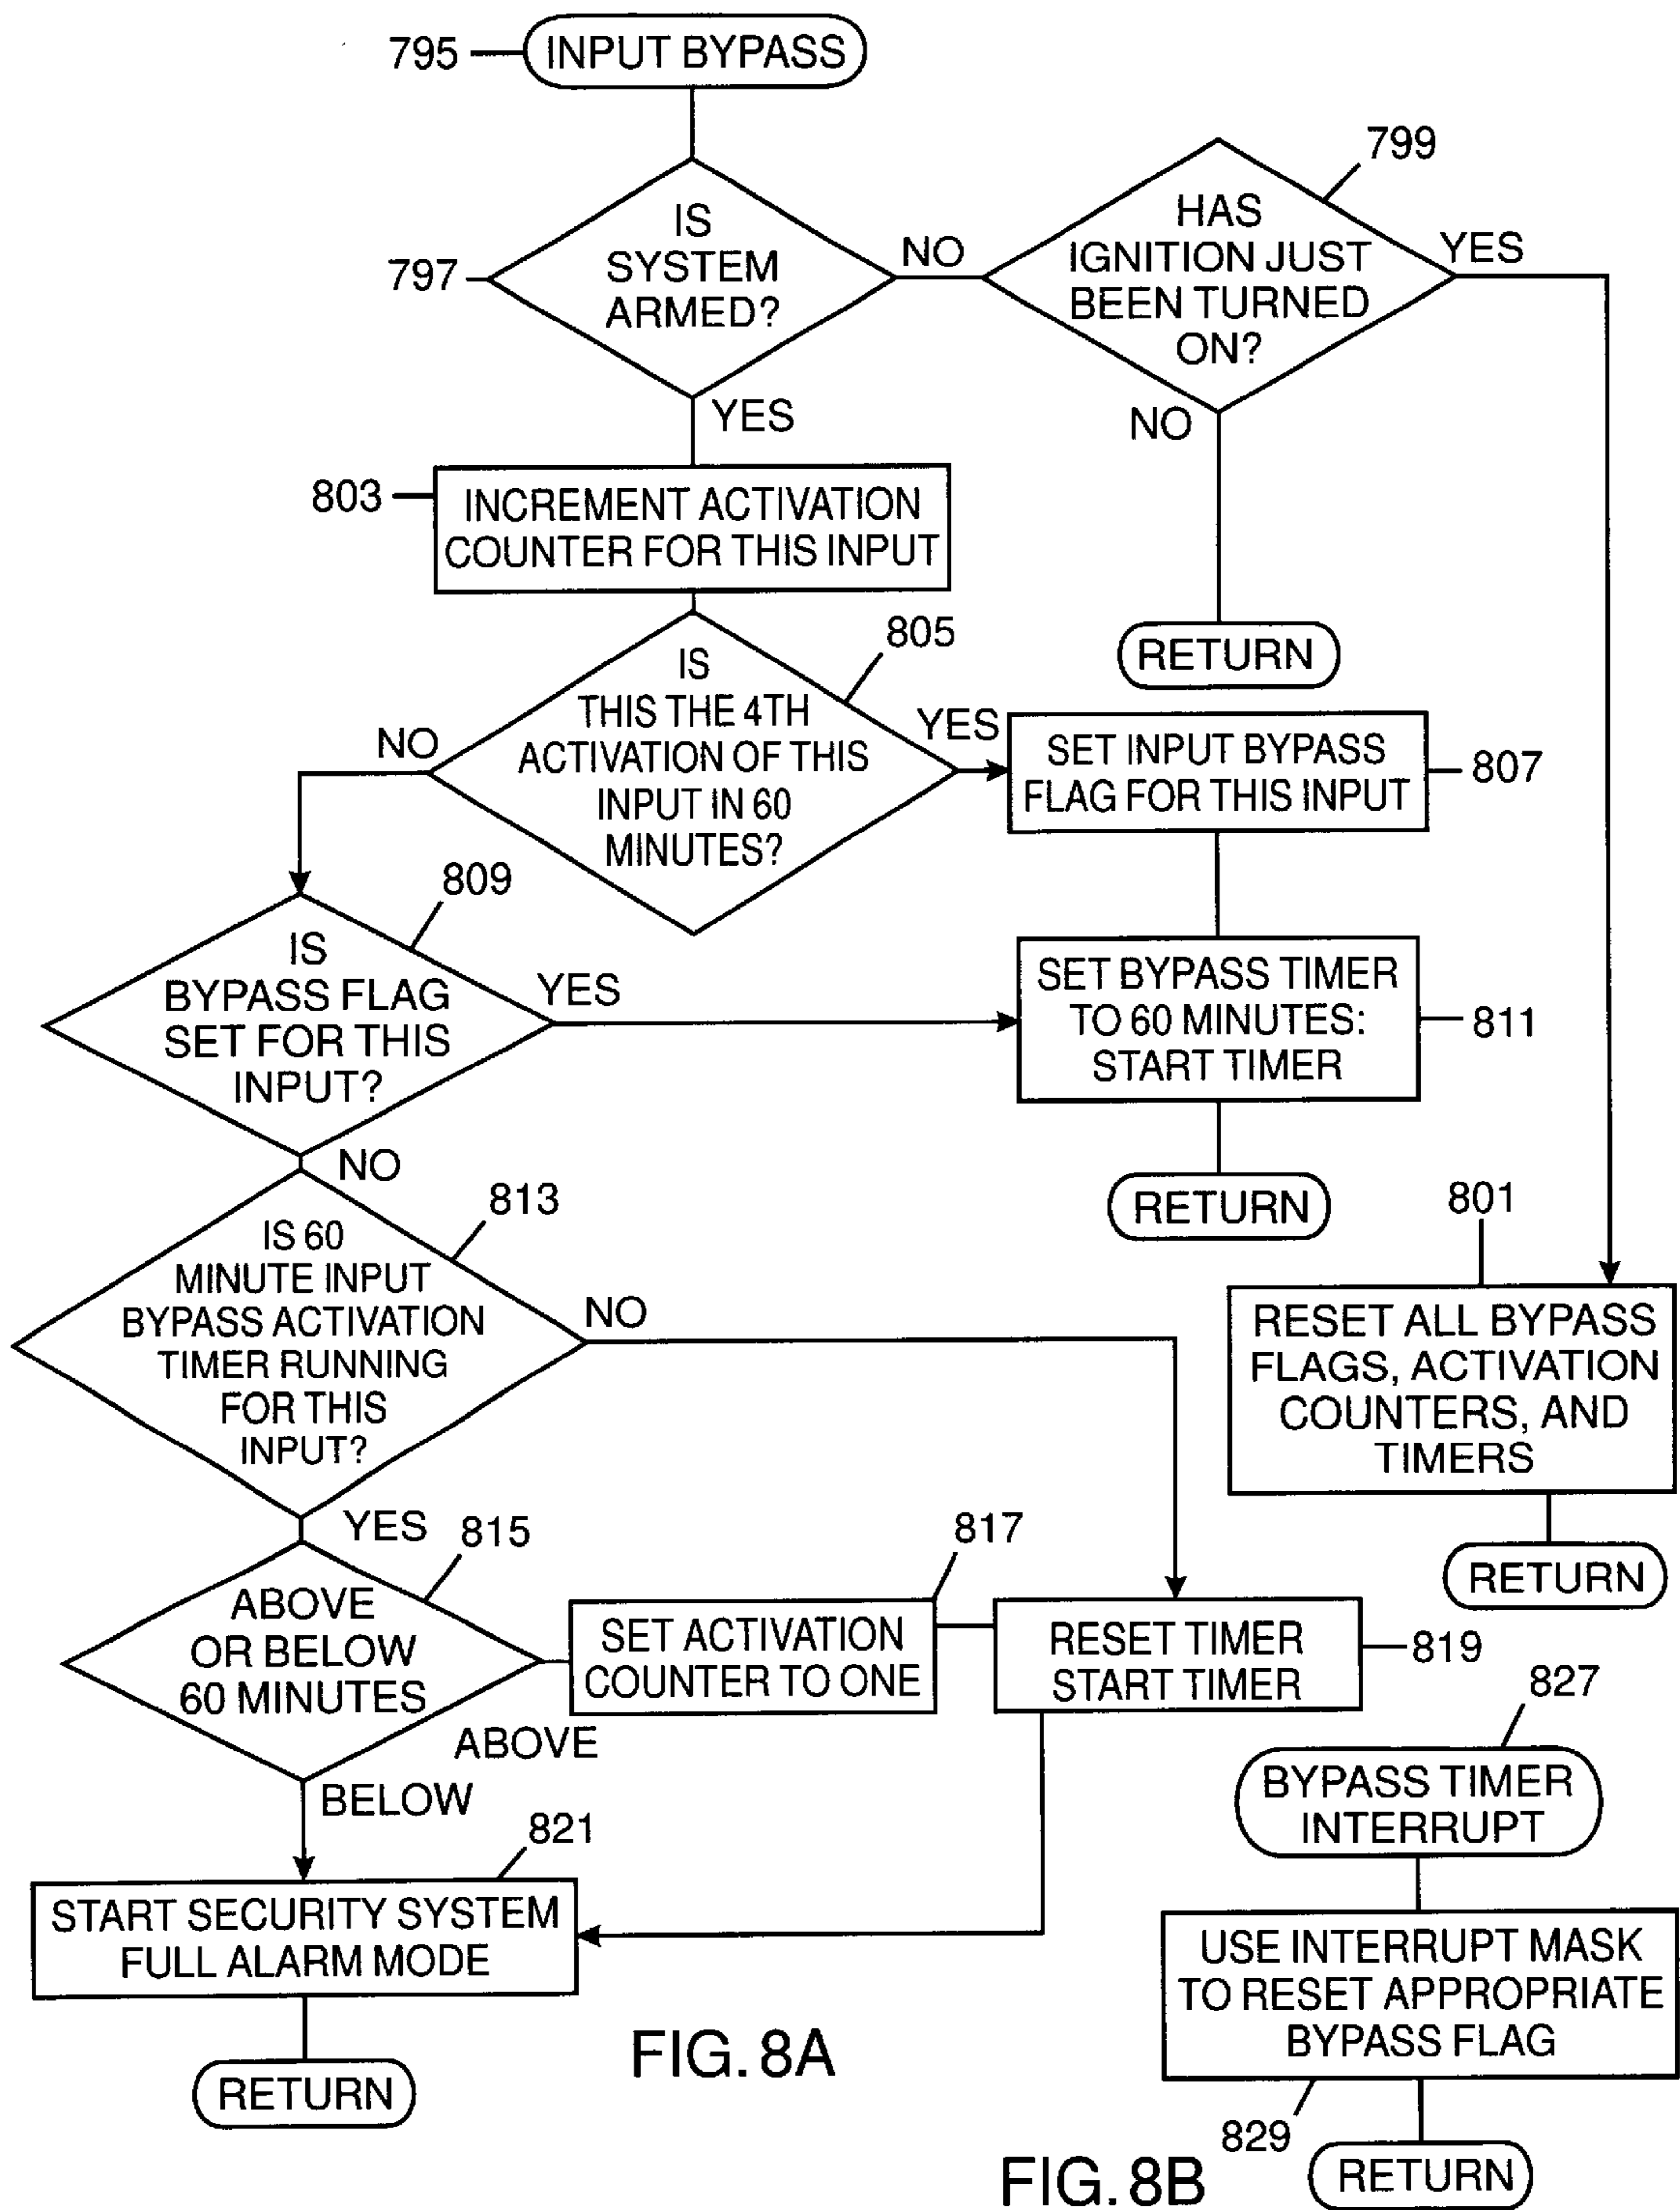 795
INPUT BYPASS
799
IS
SYSTEM
ARMED?
797
NO
HAS
IGNITION JUST
BEEN TURNED
ON?
YES
YES
NO
803
INCREMENT ACTIVATION
COUNTER FOR THIS INPUT
RETURN
805
IS
THIS THE 4TH
ACTIVATION OF THIS
INPUT IN 60
MINUTES?
NO
YES
SET INPUT BYPASS
FLAG FOR THIS INPUT
807
809
IS
BYPASS FLAG
SET FOR THIS
INPUT?
YES
SET BYPASS TIMER
TO 60 MINUTES:
START TIMER
811
RETURN
NO
813
IS 60
MINUTE INPUT
BYPASS ACTIVATION
TIMER RUNNING
FOR THIS
INPUT?
NO
801
RESET ALL BYPASS
FLAGS, ACTIVATION
COUNTERS, AND
TIMERS
RETURN
YES
815
ABOVE
OR BELOW
60 MINUTES
817
SET ACTIVATION
COUNTER TO ONE
RESET TIMER
START TIMER
819
ABOVE
BELOW
821
START SECURITY SYSTEM
FULL ALARM MODE
RETURN
FIG. 8A
827
BYPASS TIMER
INTERRUPT
USE INTERRUPT MASK
TO RESET APPROPRIATE
BYPASS FLAG
829
RETURN
FIG. 8B